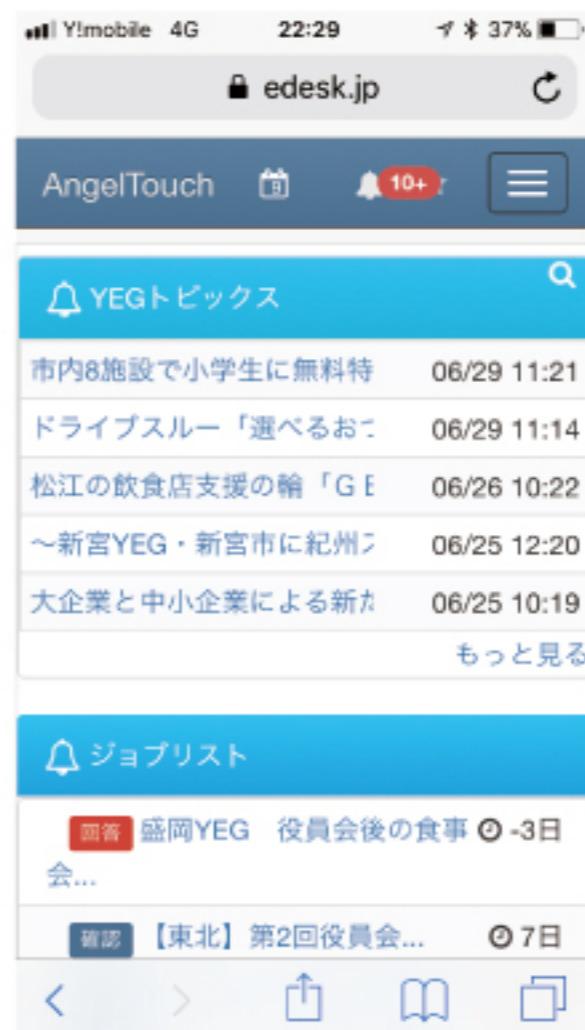 Y!mobile 4G 22:29 37%
edesk.jp
AngelTouch 9 10+
YEGトピックス
市内8施設で小学生に無料特 06/29 11:21
ドライブスルー「選べるおつ 06/29 11:14
松江の飲食店支援の輪「G E 06/26 10:22
～新宮YEG・新宮市に紀州 06/25 12:20
大企業と中小企業による新た 06/25 10:19
もっと見る
ジョブリスト
回答 盛岡YEG 役員会後の食事 -3日
会...
確認 【東北】第2回役員会... 7日